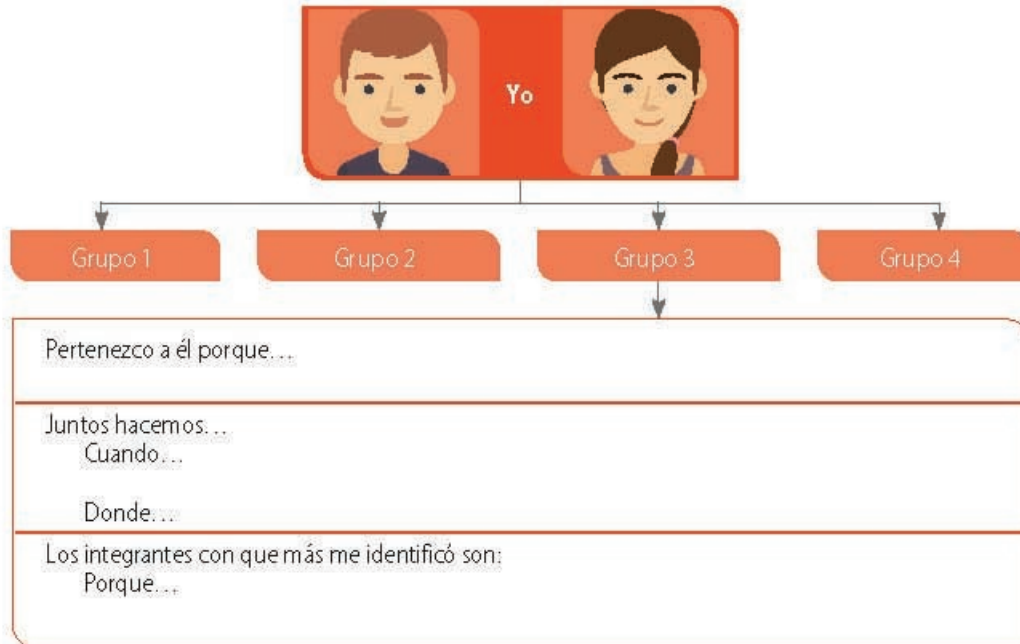 Yo
Grupo 1
Grupo 2
Grupo 3
Grupo 4
Pertenezco a él porque...
Juntos hacemos...
Cuando...
Donde...
Los integrantes con que más me identificó son:
Porque...